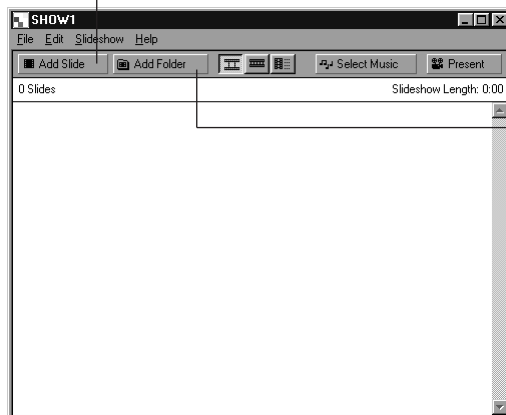 SHOW1
File Edit Slideshow Help
Add Slide Add Folder Select Music Present
0 Slides Slideshow Length: 0:00